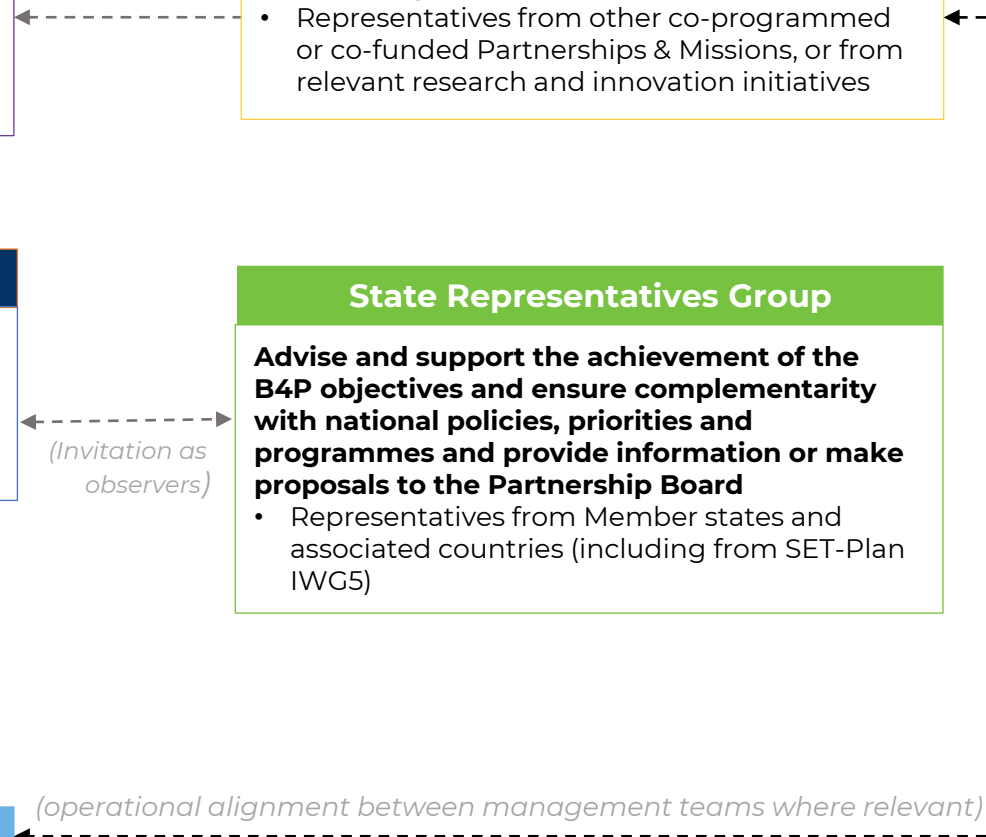 • Representatives from other co-programmed
or co-funded Partnerships & Missions, or from
relevant research and innovation initiatives
State Representatives Group
Advise and support the achievement of the
B4P objectives and ensure complementarity
with national policies, priorities and
programmes and provide information or make
proposals to the Partnership Board
• Representatives from Member states and
associated countries (including from SET-Plan
IWG5)
(Invitation as
observers)
(operational alignment between management teams where relevant)